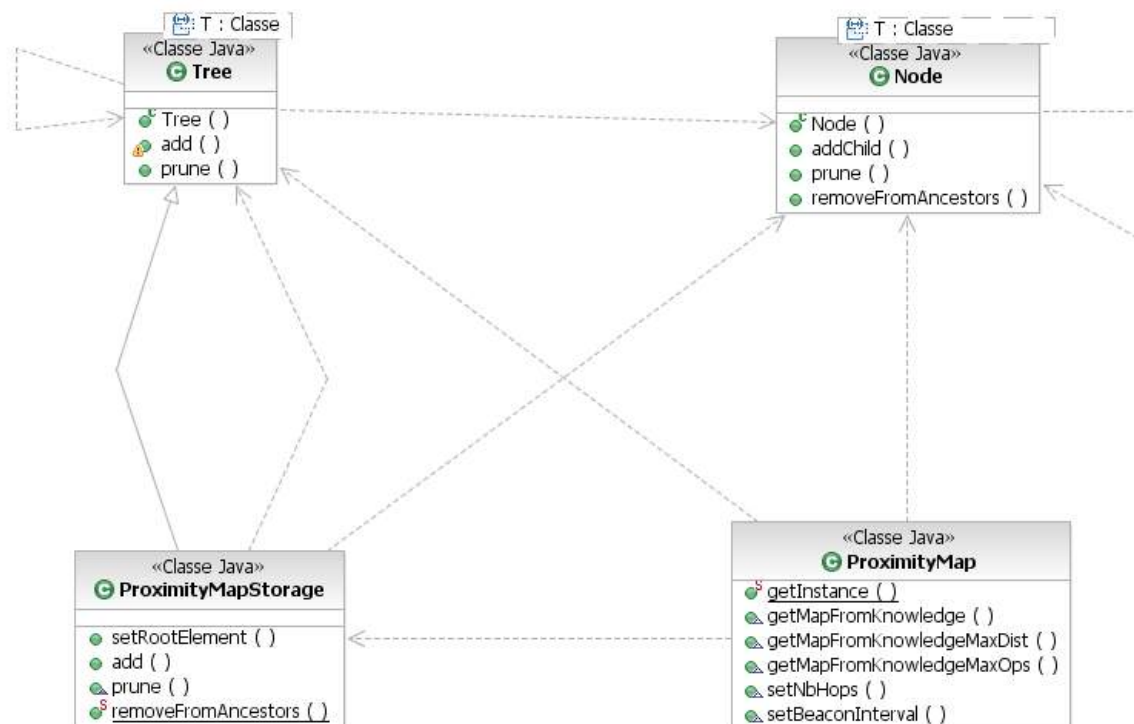 T : Classe
«Classe Java»
Tree
Tree ( )
add ( )
prune ( )
T : Classe
«Classe Java»
Node
Node ( )
addChild ( )
prune ( )
removeFromAncestors ( )
«Classe Java»
ProximityMapStorage
setRootElement ( )
add ( )
prune ( )
removeFromAncestors ( )
«Classe Java»
ProximityMap
getInstance ( )
getMapFromKnowledge ( )
getMapFromKnowledgeMaxDist ( )
getMapFromKnowledgeMaxOps ( )
setNbHops ( )
setBeaconInterval ( )